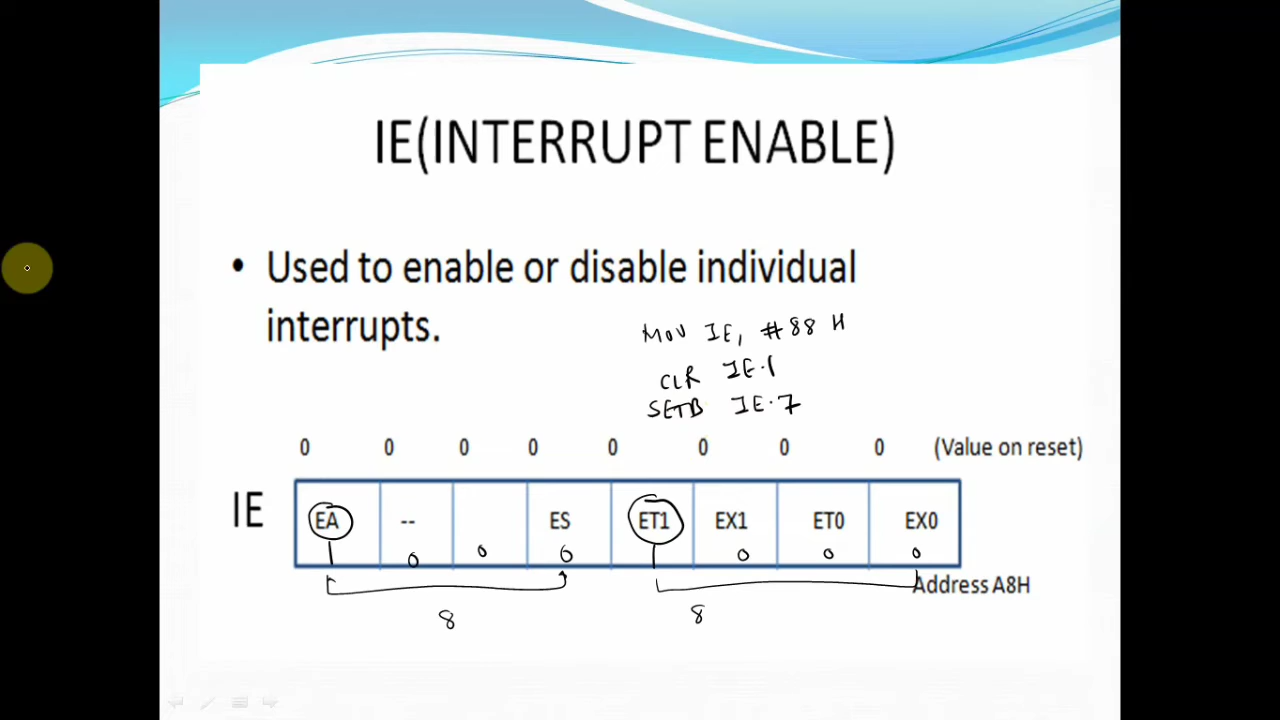 IE(INTERRUPT ENABLE)
• Used to enable or disable individual
interrupts.
MOV IE, #88 H
CLR IE.1
SETB IE.7
0 0 0 0 0 0 0 0 (Value on reset)
IE EA -- ES ET1 EX1 ET0 EX0
1 0 0 0 1 0 0 0
Address A8H
8 8